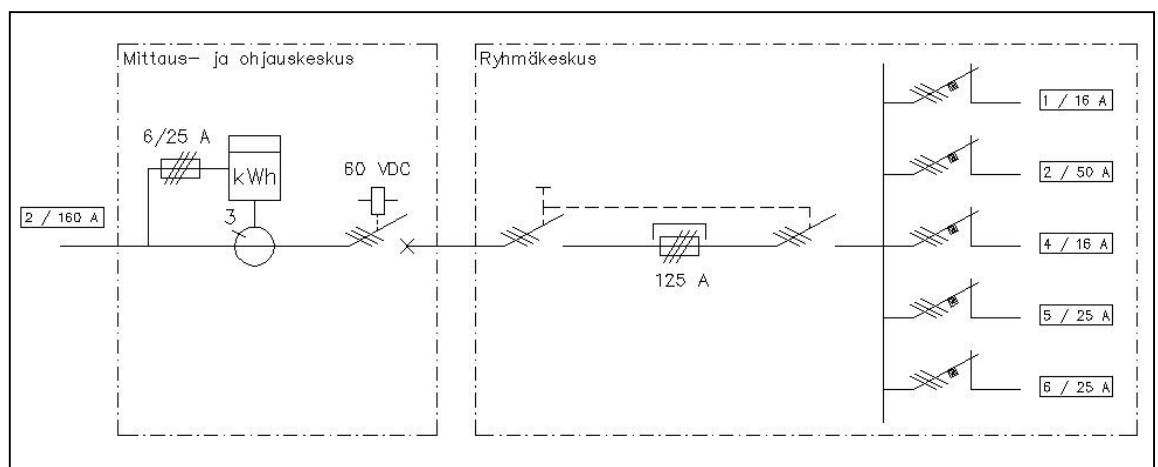 Mittaus- ja ohjauskeskus
Ryhmäkeskus
6/25 A
kWh
60 VDC
3
2 / 160 A
125 A
1 / 16 A
2 / 50 A
4 / 16 A
5 / 25 A
6 / 25 A